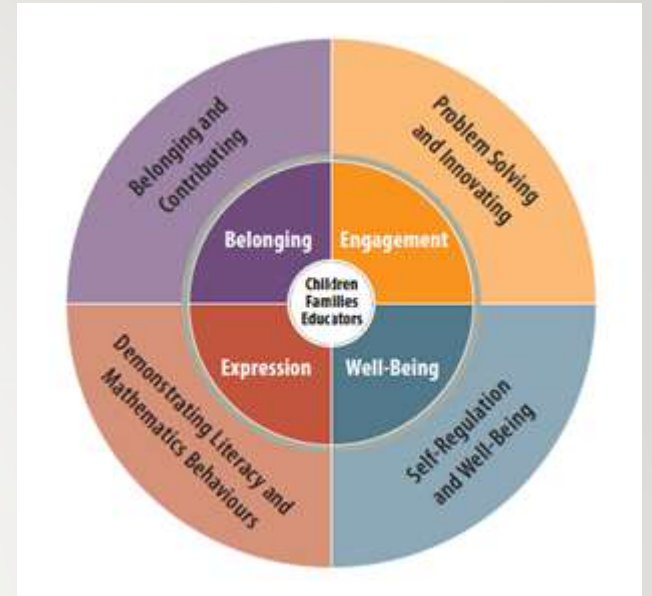 Belonging and
Contributing
Problem Solving
and Innovating
Belonging
Engagement
Children
Families
Educators
Expression
Well-Being
Demonstrating Literacy and
Mathematics Behaviours
Self-Regulation
and Well-Being